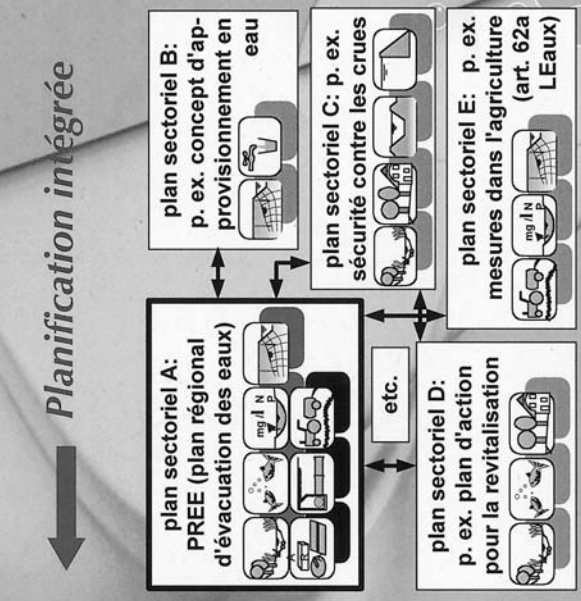 Planification intégrée
plan sectoriel A:
PREE (plan régional
d'évacuation des eaux)
mg/l N
P
A
R
A
plan sectoriel B:
p. ex. concept d'ap-
provisionnement en
eau
plan sectoriel C: p. ex.
sécurité contre les crues
etc.
plan sectoriel D:
p. ex. plan d'action
pour la revitalisation
plan sectoriel E: p. ex.
mesures dans l'agriculture
(art. 62a
LEaux)
mg/l N
P